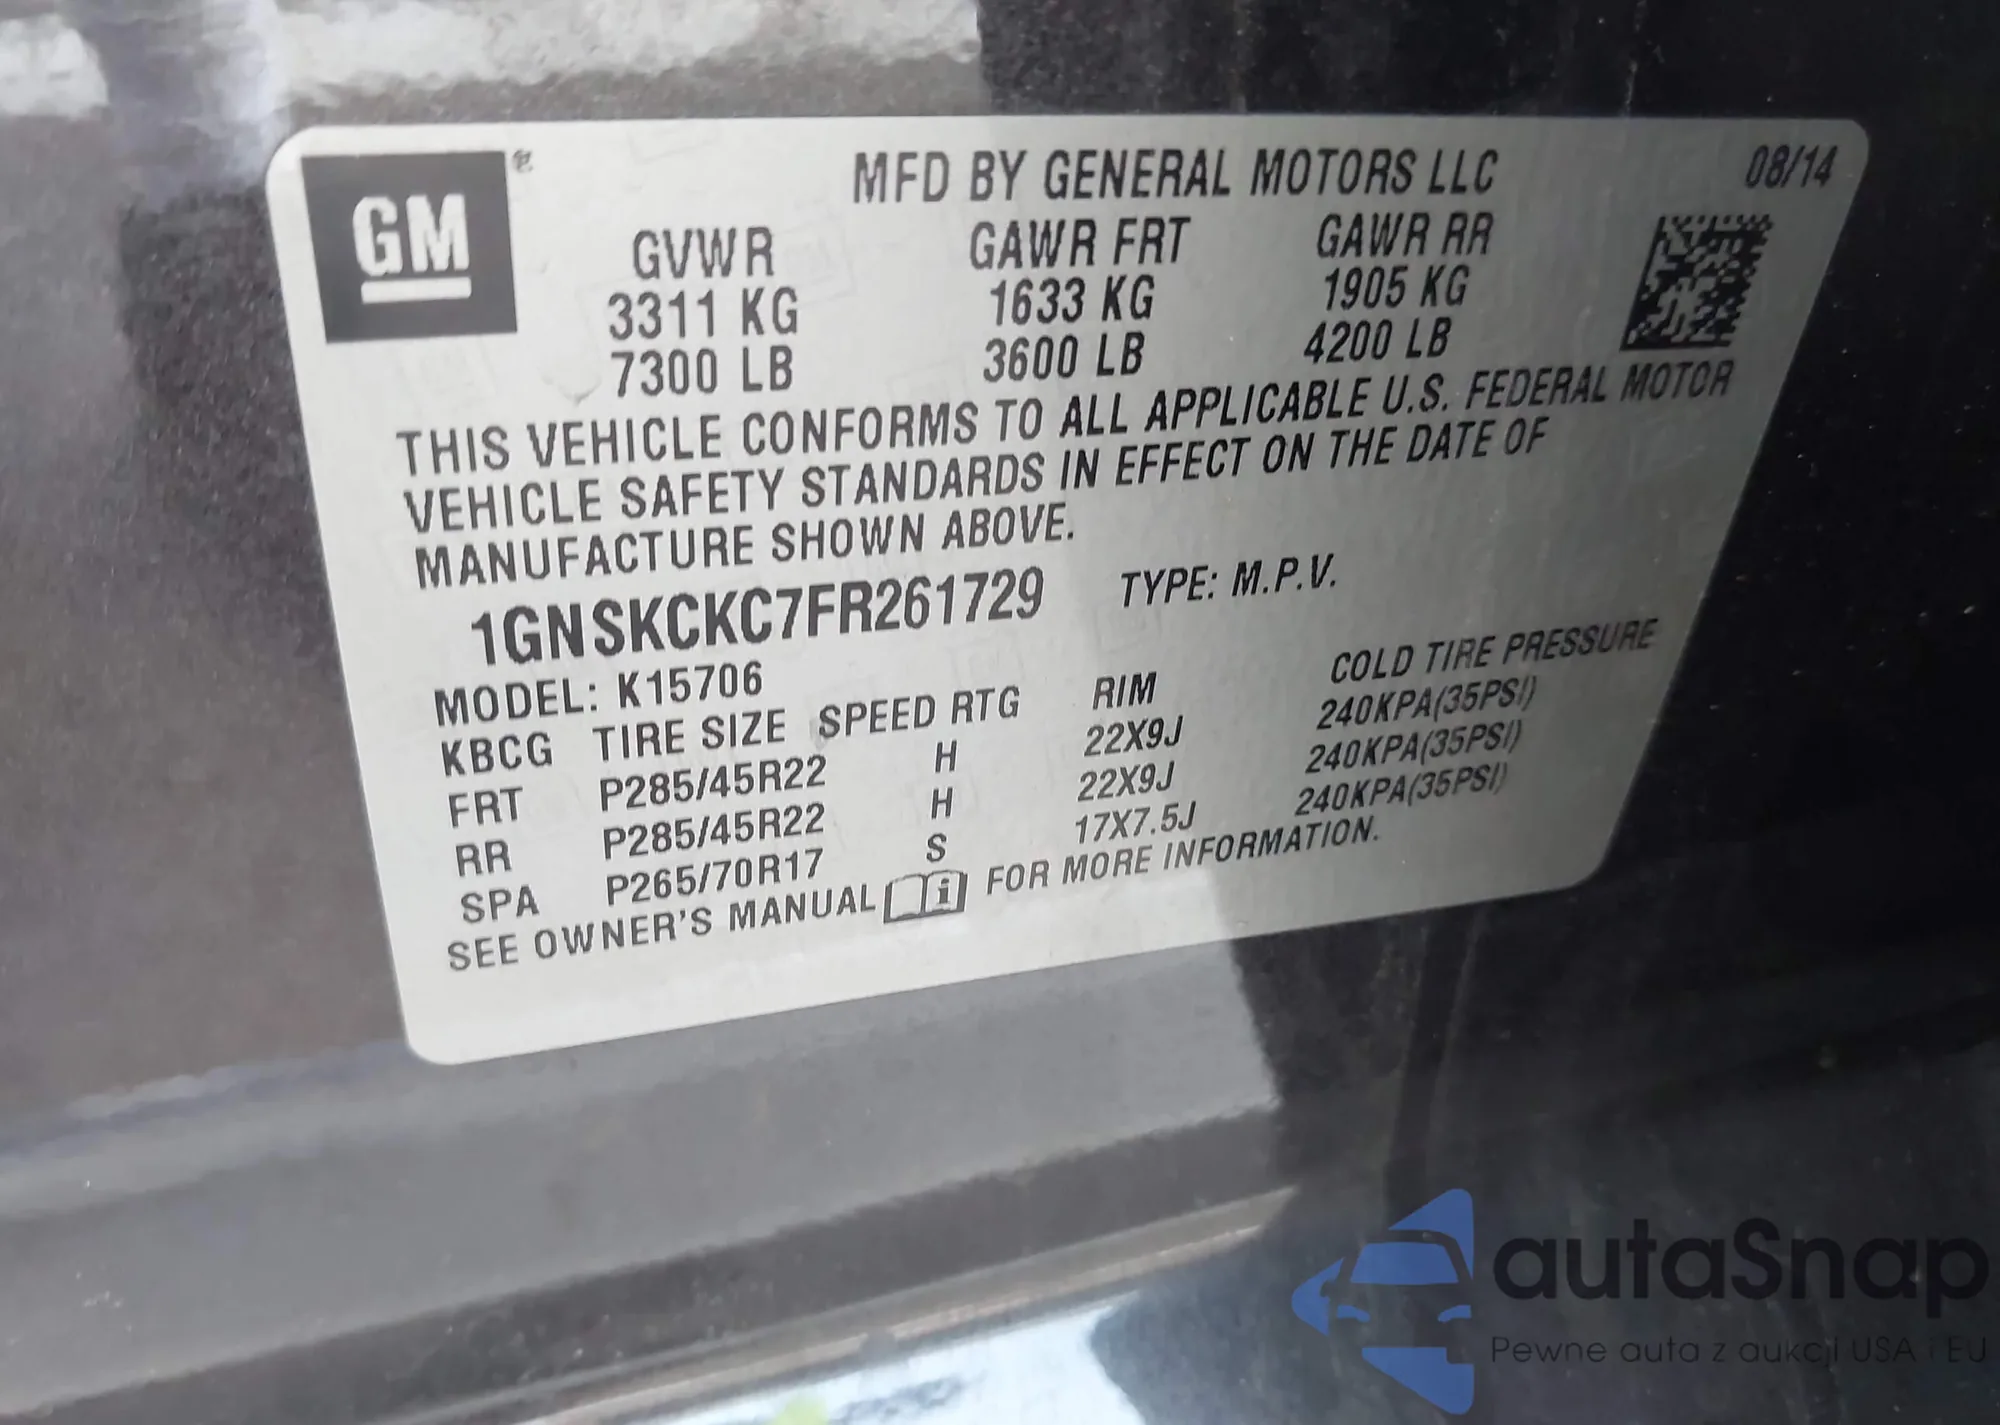 GM
MFD BY GENERAL MOTORS LLC 08/14
GVWR GAWR FRT GAWR RR
3311 KG 1633 KG 1905 KG
7300 LB 3600 LB 4200 LB
THIS VEHICLE CONFORMS TO ALL APPLICABLE U.S. FEDERAL MOTOR
VEHICLE SAFETY STANDARDS IN EFFECT ON THE DATE OF
MANUFACTURE SHOWN ABOVE.
1GNSKCKC7FR261729 TYPE: M.P.V.
MODEL: K15706
KBCG TIRE SIZE SPEED RTG RIM COLD TIRE PRESSURE
FRT P285/45R22 H 22X9J 240KPA(35PSI)
RR P285/45R22 H 22X9J 240KPA(35PSI)
SPA P265/70R17 S 17X7.5J 240KPA(35PSI)
SEE OWNER'S MANUAL i FOR MORE INFORMATION.
autaSnap
Pewne auta z aukcji USA i EU